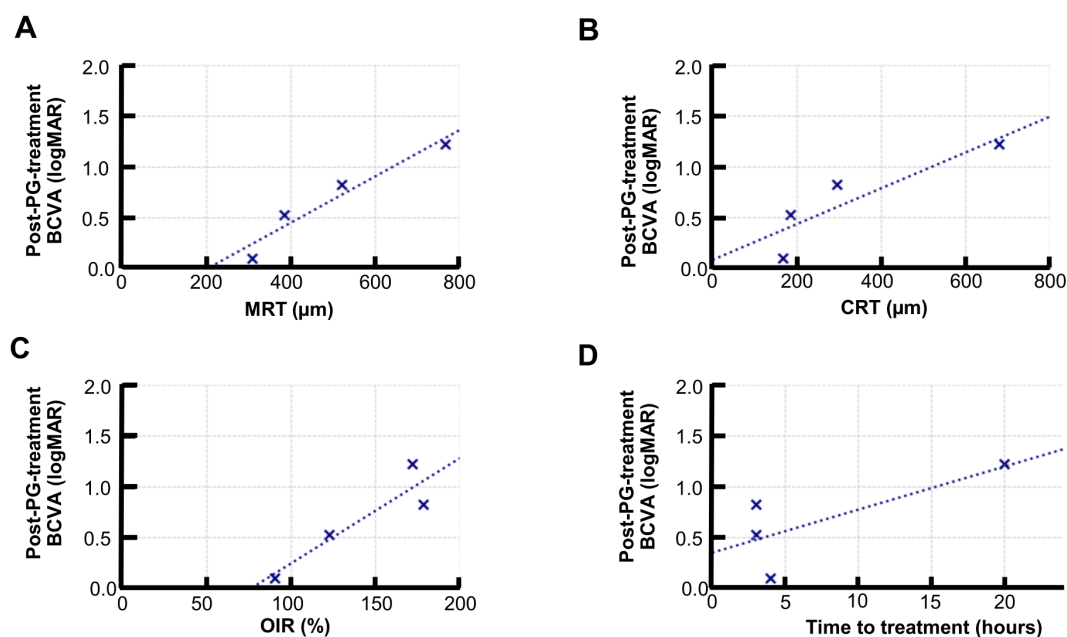 A
Post-PG-treatment
BCVA (logMAR)
2.0
1.5
1.0
0.5
0.0
0 200 400 600 800
MRT (μm)
B
Post-PG-treatment
BCVA (logMAR)
2.0
1.5
1.0
0.5
0.0
0 200 400 600 800
CRT (μm)
C
Post-PG-treatment
BCVA (logMAR)
2.0
1.5
1.0
0.5
0.0
0 50 100 150 200
OIR (%)
D
Post-PG-treatment
BCVA (logMAR)
2.0
1.5
1.0
0.5
0.0
0 5 10 15 20
Time to treatment (hours)